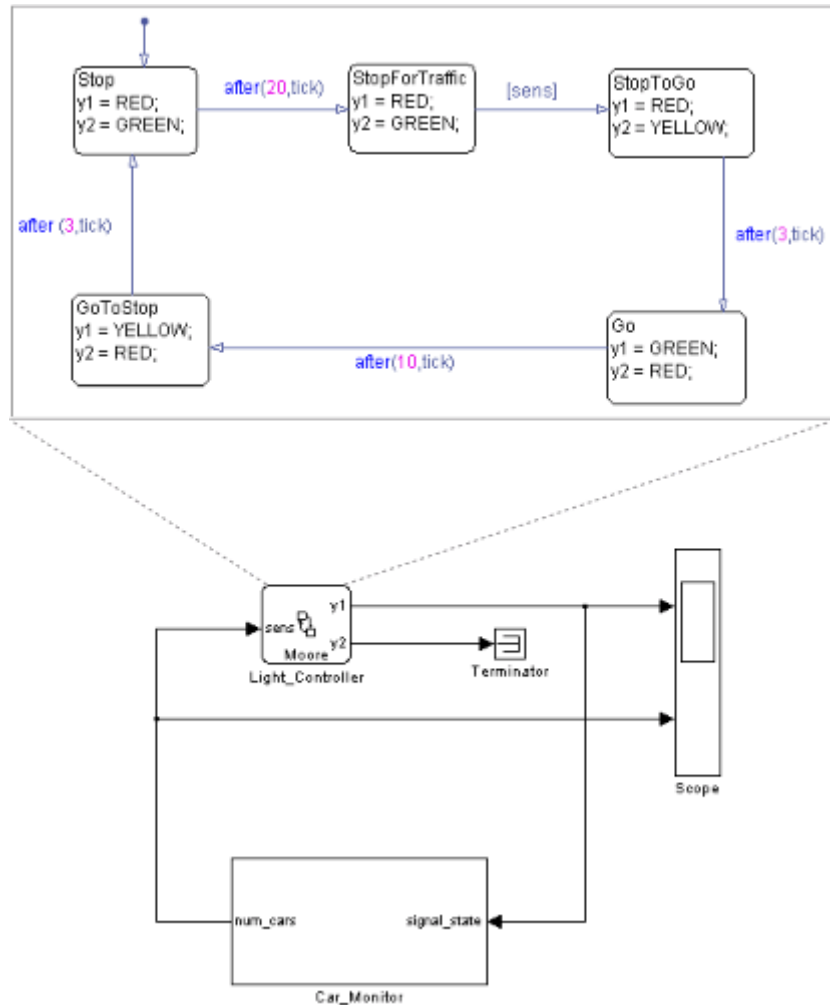 Stop
y1 = RED;
y2 = GREEN;
after(20,tick)
StopForTraffic
y1 = RED;
y2 = GREEN;
[sens]
StopToGo
y1 = RED;
y2 = YELLOW;
after (3,tick)
after(3,tick)
GoToStop
y1 = YELLOW;
y2 = RED;
after(10,tick)
Go
y1 = GREEN;
y2 = RED;
y1
sens
y2
Moore
Light_Controller
Terminator
Scope
num_cars
signal_state
Car_Monitor